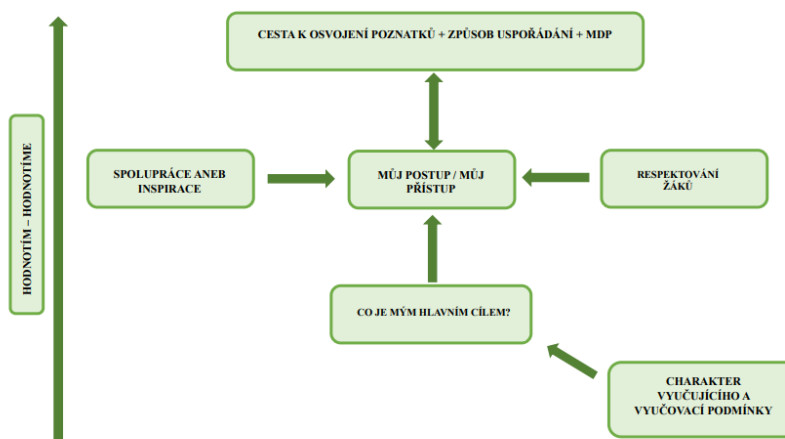 CESTA K OSVOJENÍ POZNATKŮ + ZPŮSOB USPOŘÁDÁNÍ + MDP
HODNOTÍM – HODNOTÍME
SPOLUPRÁCE ANEB
INSPIRACE
MŮJ POSTUP / MŮJ
PŘÍSTUP
RESPEKTOVÁNÍ
ŽÁKŮ
CO JE MÝM HLAVNÍM CÍLEM?
CHARAKTER
VYUČUJÍCÍHO A
VYUČOVACÍ PODMÍNKY